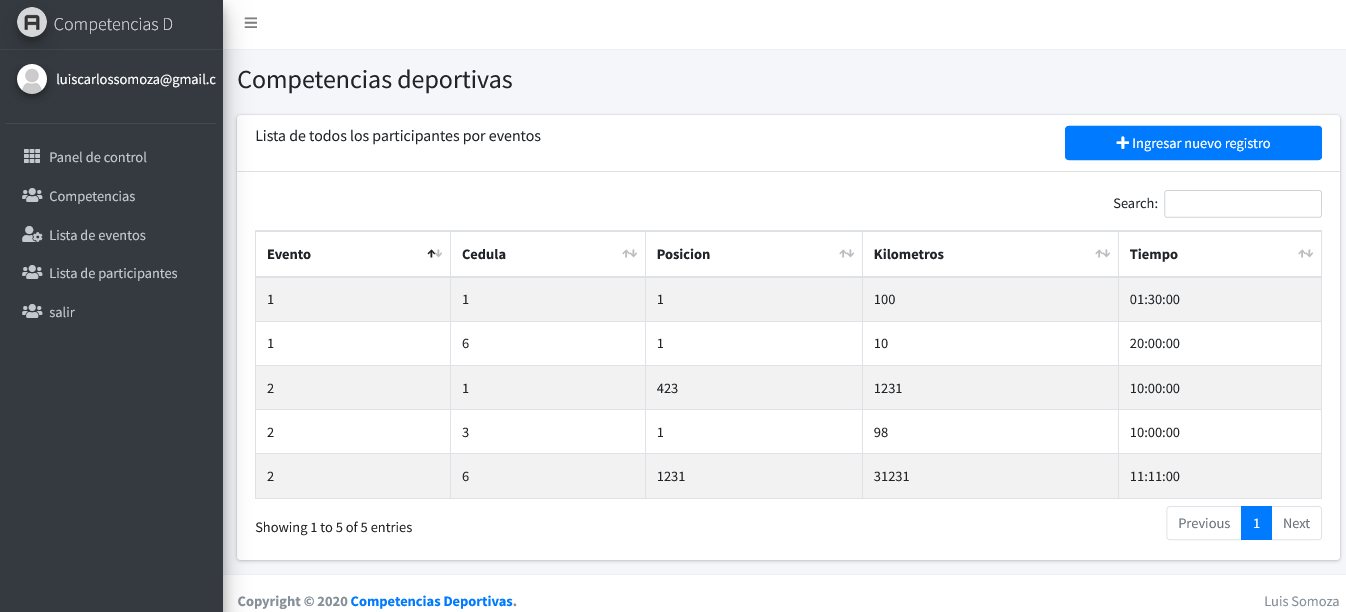 Competencias D
luiscarlossomoza@gmail.c
Panel de control
Competencias
Lista de eventos
Lista de participantes
salir
Competencias deportivas
Lista de todos los participantes por eventos
Ingresar nuevo registro
Search:
Evento Cedula Posicion Kilometros Tiempo
1 1 1 100 01:30:00
1 6 1 10 20:00:00
2 1 423 1231 10:00:00
2 3 1 98 10:00:00
2 6 1231 31231 11:11:00
Showing 1 to 5 of 5 entries
Previous 1 Next
Copyright © 2020 Competencias Deportivas. Luis Somoza